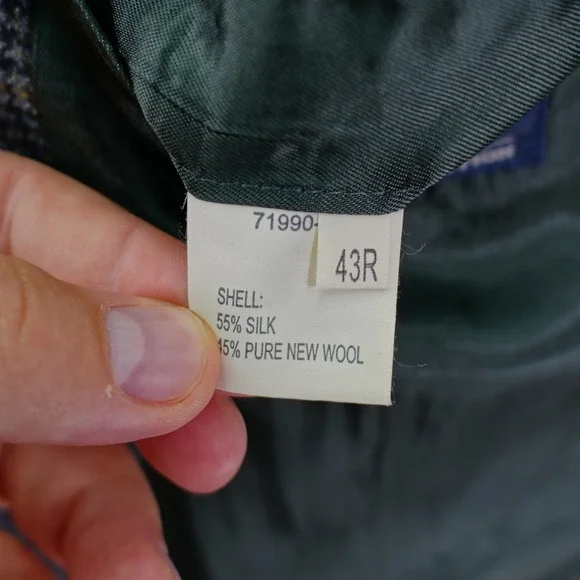 71990-
43R
SHELL:
55% SILK
45% PURE NEW WOOL